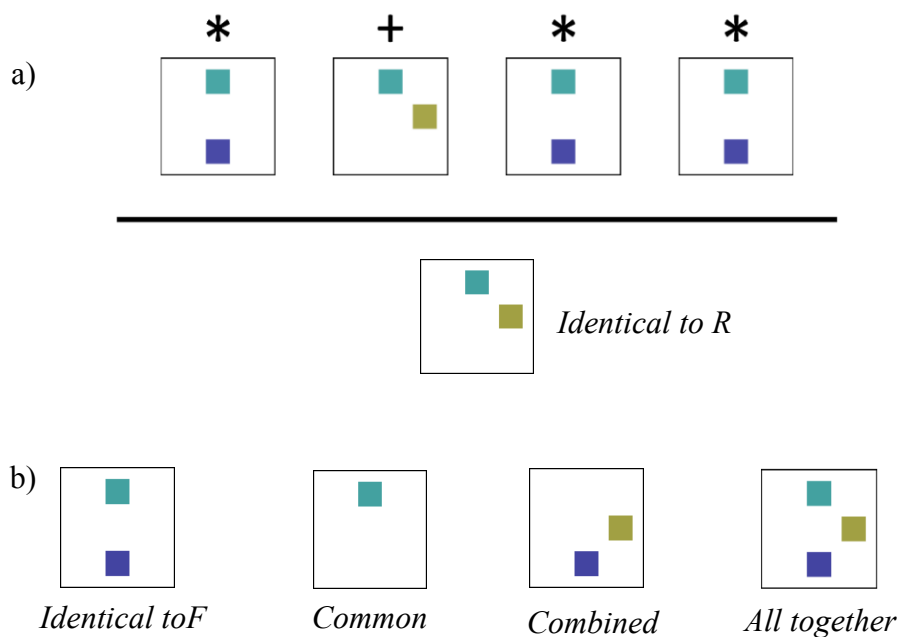 * + * *
a)
Identical to R
b)
Identical toF Common Combined All together